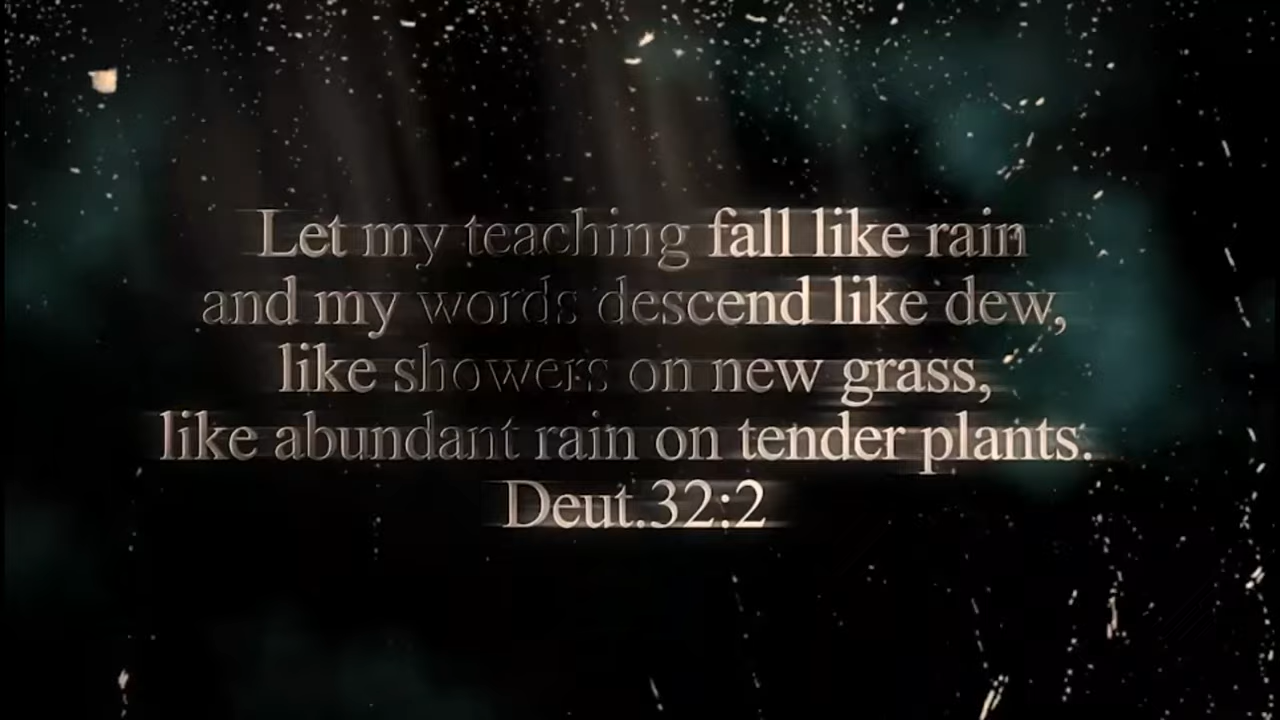 Let my teaching fall like rain
and my words descend like dew,
like showers on new grass,
like abundant rain on tender plants.
Deut.32:2